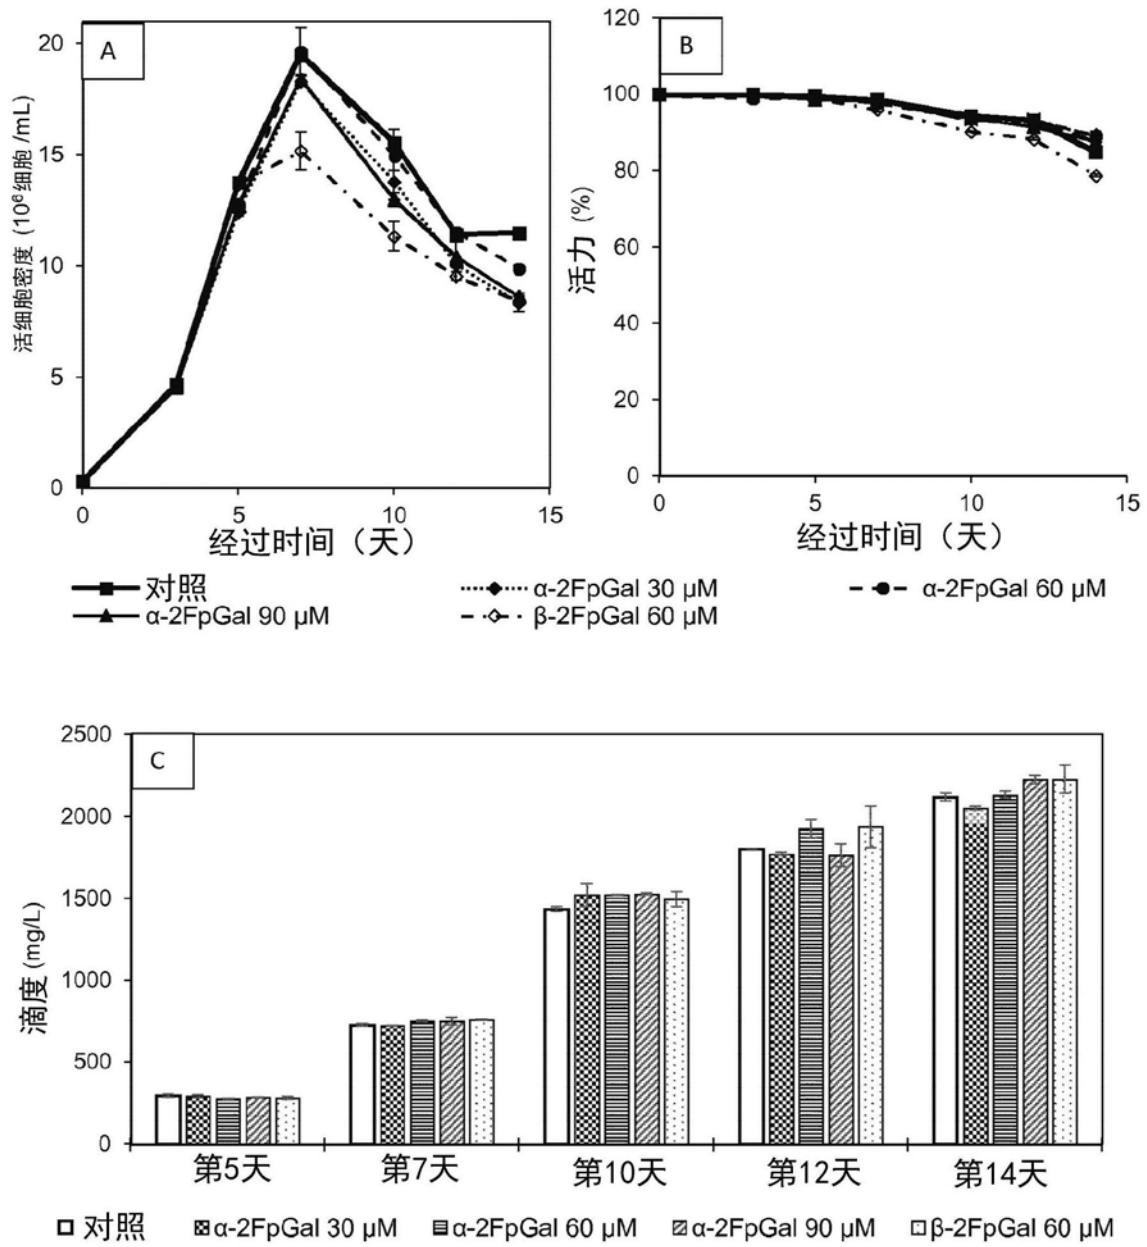 A
活细胞密度 (10⁶细胞 /mL)
20
15
10
5
0
0
5
10
15
经过时间（天）
B
活力 (%)
120
100
80
60
40
20
0
0
5
10
15
经过时间（天）
对照
α-2FpGal 30 μM
α-2FpGal 60 μM
α-2FpGal 90 μM
β-2FpGal 60 μM
C
滴度 (mg/L)
2500
2000
1500
1000
500
0
第5天
第7天
第10天
第12天
第14天
对照
α-2FpGal 30 μM
α-2FpGal 60 μM
α-2FpGal 90 μM
β-2FpGal 60 μM